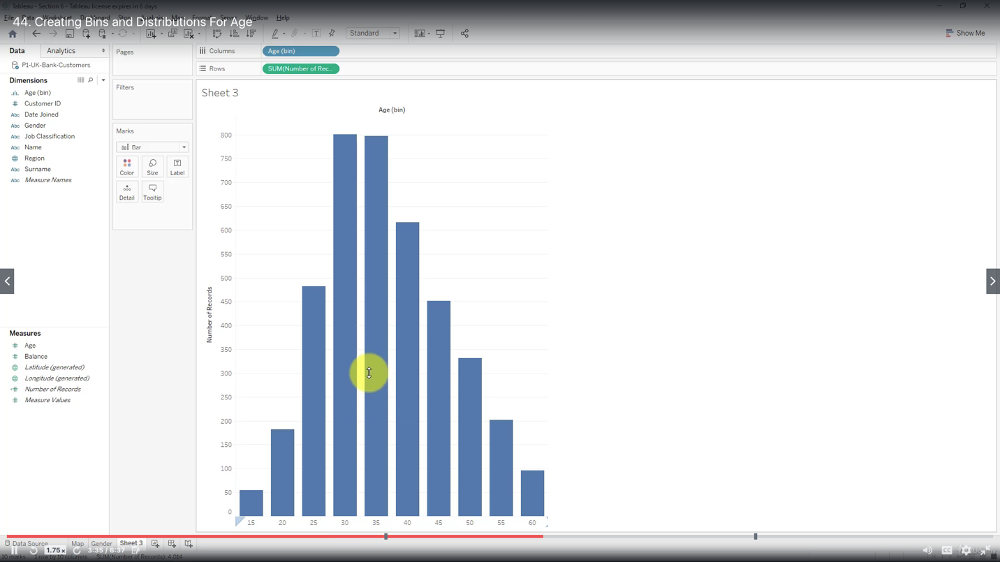 Tableau - Section 6 - Tableau license expires in 6 days
File Data Worksheet Dashboard Story Analysis Map Format Server Window Help
44. Creating Bins and Distributions For Age
Standard
Show Me
Data
Analytics
P1-UK-Bank-Customers
Dimensions
Age (bin)
Customer ID
Abc Date Joined
Abc Gender
Abc Job Classification
Abc Name
Region
Abc Surname
Abc Measure Names
Measures
Age
Balance
Latitude (generated)
Longitude (generated)
Number of Records
Measure Values
Pages
Filters
Marks
Bar
Color
Size
Label
Detail
Tooltip
Columns
Age (bin)
Rows
SUM(Number of Rec..
Sheet 3
Age (bin)
Number of Records
800
750
700
650
600
550
500
450
400
350
300
250
200
150
100
50
0
15 20 25 30 35 40 45 50 55 60
Data Source
Map
Gender
Sheet 3
1.75x
3:35 / 6:37
CC
10 marks 1 row by 10 columns SUM(Number of Records): 4,014